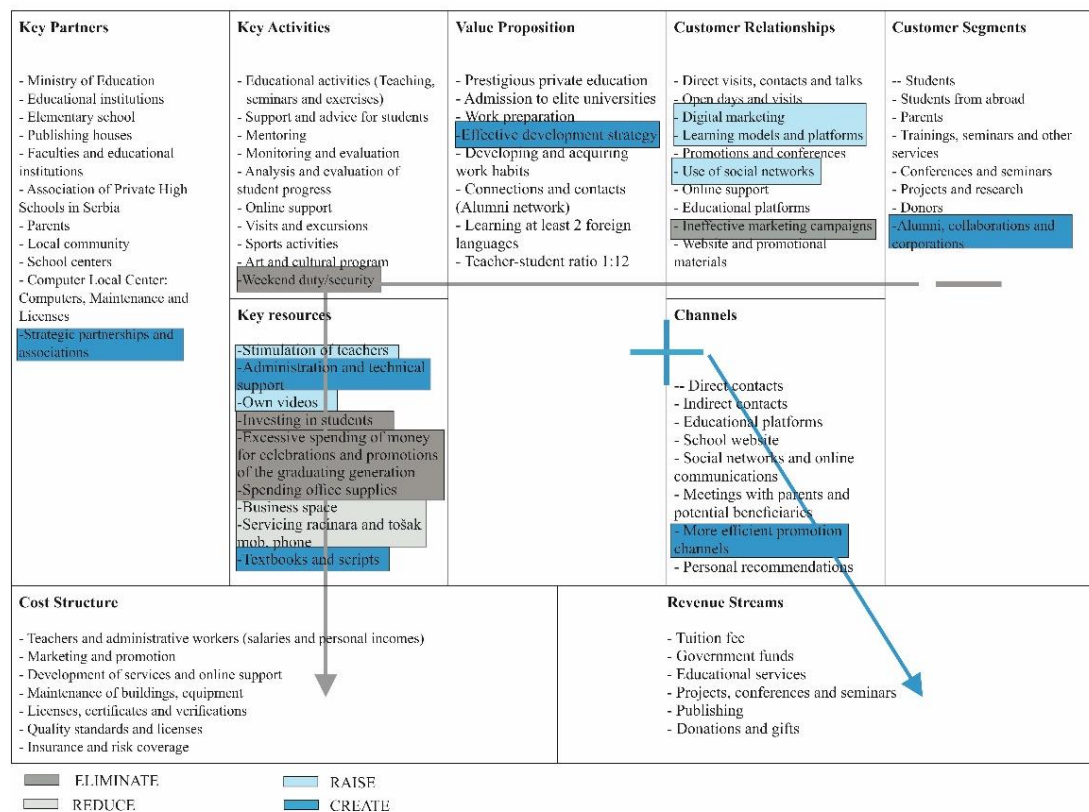 Key Partners
- Ministry of Education
- Educational institutions
- Elementary school
- Publishing houses
- Faculties and educational
institutions
- Association of Private High
Schools in Serbia
- Parents
- Local community
- School centers
- Computer Local Center:
Computers, Maintenance and
Licenses
-Strategic partnerships and
associations
Key Activities
- Educational activities (Teaching,
seminars and exercises)
- Support and advice for students
- Mentoring
- Monitoring and evaluation
- Analysis and evaluation of
student progress
- Online support
- Visits and excursions
- Sports activities
- Art and cultural program
-Weekend duty/security
Key resources
-Stimulation of teachers
-Administration and technical
support
-Own videos
-Investing in students
-Excessive spending of money
for celebrations and promotions
of the graduating generation
-Spending office supplies
-Business space
-Servicing racinara and tošak
mob. phone
-Textbooks and scripts
Value Proposition
- Prestigious private education
- Admission to elite universities
- Work preparation
-Effective development strategy
- Developing and acquiring
work habits
- Connections and contacts
(Alumni network)
- Learning at least 2 foreign
languages
- Teacher-student ratio 1:12
Customer Relationships
- Direct visits, contacts and talks
- Open days and visits
- Digital marketing
- Learning models and platforms
- Promotions and conferences
- Use of social networks
- Online support
- Educational platforms
- Ineffective marketing campaigns
- Website and promotional
materials
Channels
-- Direct contacts
- Indirect contacts
- Educational platforms
- School website
- Social networks and online
communications
- Meetings with parents and
potential beneficiaries
- More efficient promotion
channels
- Personal recommendations
Customer Segments
-- Students
- Students from abroad
- Parents
- Trainings, seminars and other
services
- Conferences and seminars
- Projects and research
- Donors
-Alumni, collaborations and
corporations
Cost Structure
- Teachers and administrative workers (salaries and personal incomes)
- Marketing and promotion
- Development of services and online support
- Maintenance of buildings, equipment
- Licenses, certificates and verifications
- Quality standards and licenses
- Insurance and risk coverage
Revenue Streams
- Tuition fee
- Government funds
- Educational services
- Projects, conferences and seminars
- Publishing
- Donations and gifts
ELIMINATE
REDUCE
RAISE
CREATE